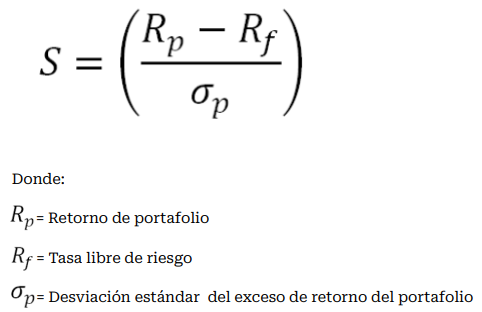 S = (R_p − R_f / σ_p)
Donde:
R_p = Retorno de portafolio
R_f = Tasa libre de riesgo
σ_p = Desviación estándar del exceso de retorno del portafolio